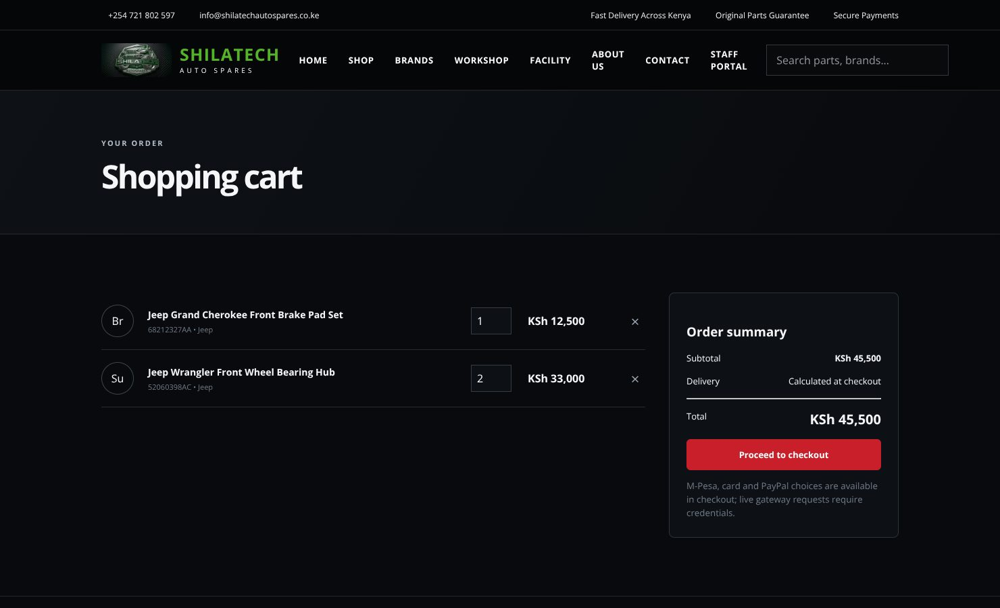 +254 721 802 597 info@shilatechautospares.co.ke Fast Delivery Across Kenya Original Parts Guarantee Secure Payments
SHILATECH
AUTO SPARES
HOME SHOP BRANDS WORKSHOP FACILITY ABOUT US CONTACT STAFF PORTAL Search parts, brands...
YOUR ORDER
Shopping cart
Br Jeep Grand Cherokee Front Brake Pad Set 1 KSh 12,500 ×
68212327AA • Jeep
Su Jeep Wrangler Front Wheel Bearing Hub 2 KSh 33,000 ×
52060398AC • Jeep
Order summary
Subtotal KSh 45,500
Delivery Calculated at checkout
Total KSh 45,500
Proceed to checkout
M-Pesa, card and PayPal choices are available
in checkout; live gateway requests require
credentials.